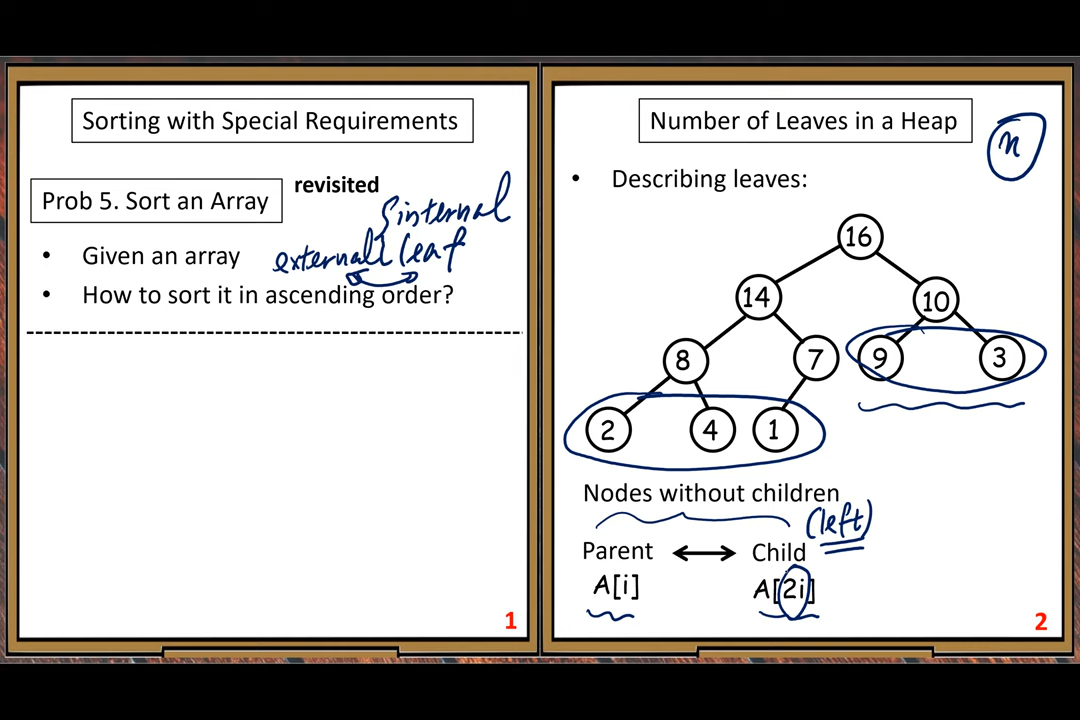 Sorting with Special Requirements
revisited
Prob 5. Sort an Array
internal
• Given an array
external leaf
• How to sort it in ascending order?
1
Number of Leaves in a Heap
n
• Describing leaves:
16
14 10
8 7 9 3
2 4 1
Nodes without children
(left)
Parent Child
A[i] A[2i]
2